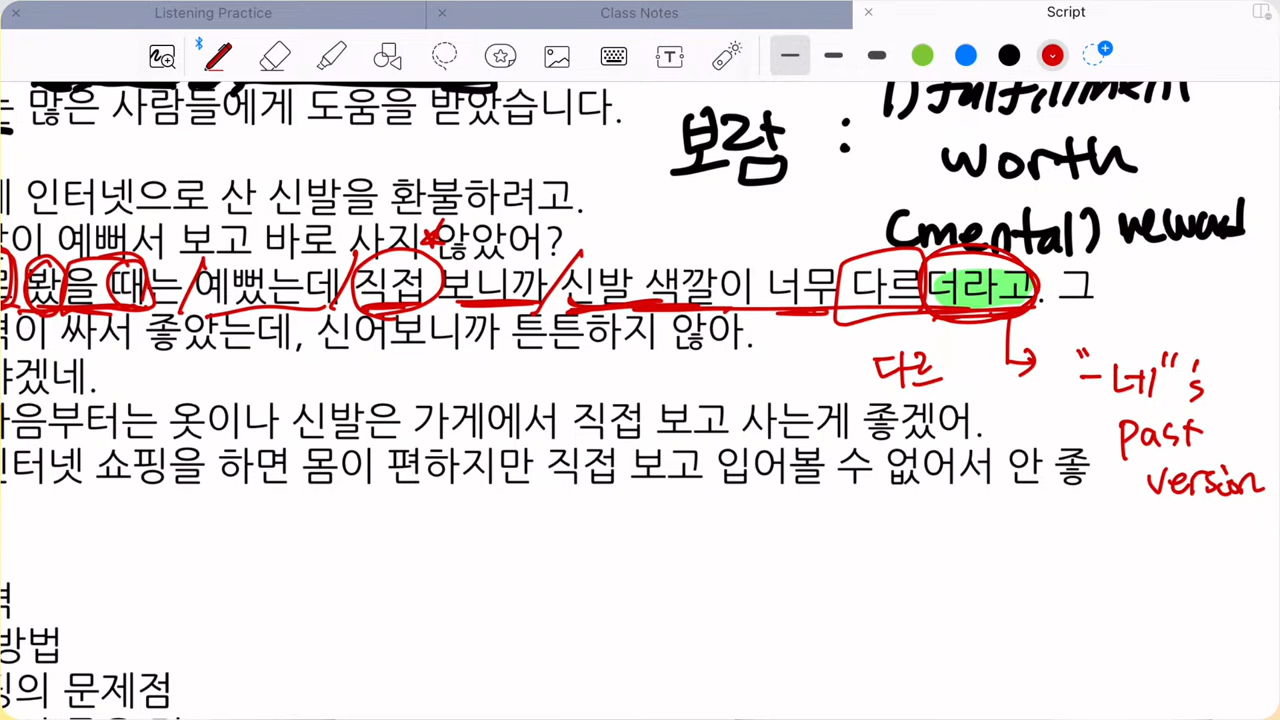 Listening Practice
Class Notes
Script
는 많은 사람들에게 도움을 받았습니다.
보람 :
1) fulfillment
worth
(mental) reward
인터넷으로 산 신발을 환불하려고.
이 예뻐서 보고 바로 사지 않았어?
봤을 때는 예뻤는데 직접 보니까 신발 색깔이 너무 다르더라고. 그
이 싸서 좋았는데, 신어보니까 튼튼하지 않아.
다르
"-네"'s
past
version
야겠네.
다음부터는 옷이나 신발은 가게에서 직접 보고 사는게 좋겠어.
인터넷 쇼핑을 하면 몸이 편하지만 직접 보고 입어볼 수 없어서 안 좋
방법
의 문제점